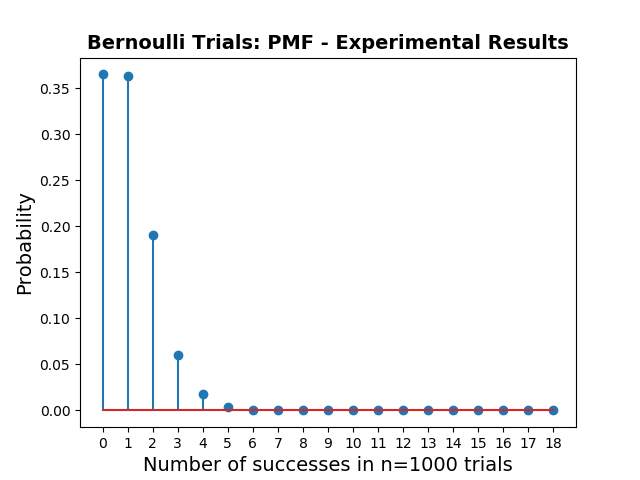 Bernoulli Trials: PMF - Experimental Results
0.35
0.30
0.25
0.20
0.15
0.10
0.05
0.00
Probability
0 1 2 3 4 5 6 7 8 9 10 11 12 13 14 15 16 17 18
Number of successes in n=1000 trials